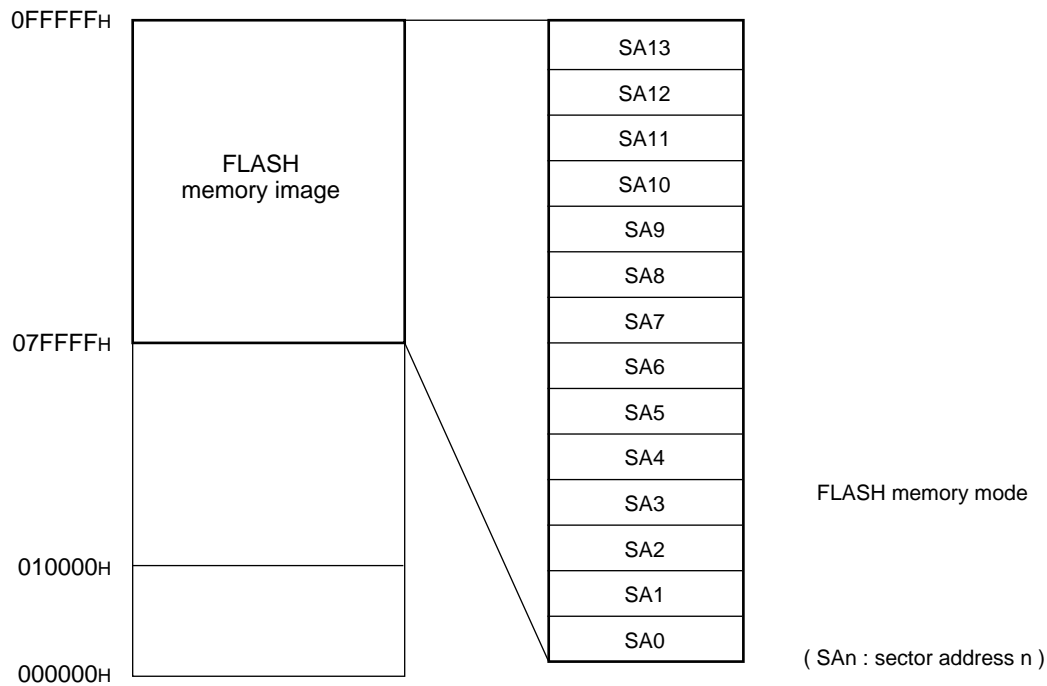 0FFFFFH
FLASH
memory image
07FFFFH
010000H
000000H
SA13
SA12
SA11
SA10
SA9
SA8
SA7
SA6
SA5
SA4
SA3
SA2
SA1
SA0
FLASH memory mode
( SAn : sector address n )